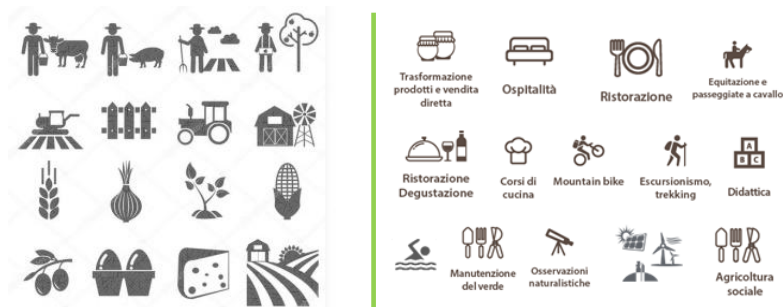 Trasformazione
prodotti e vendita
diretta
Ospitalità
Ristorazione
Equitazione e
passeggiate a cavallo
Ristorazione
Degustazione
Corsi di
cucina
Mountain bike
Escursionismo,
trekking
A
B C
Didattica
Manutenzione
del verde
Osservazioni
naturalistiche
Agricoltura
sociale